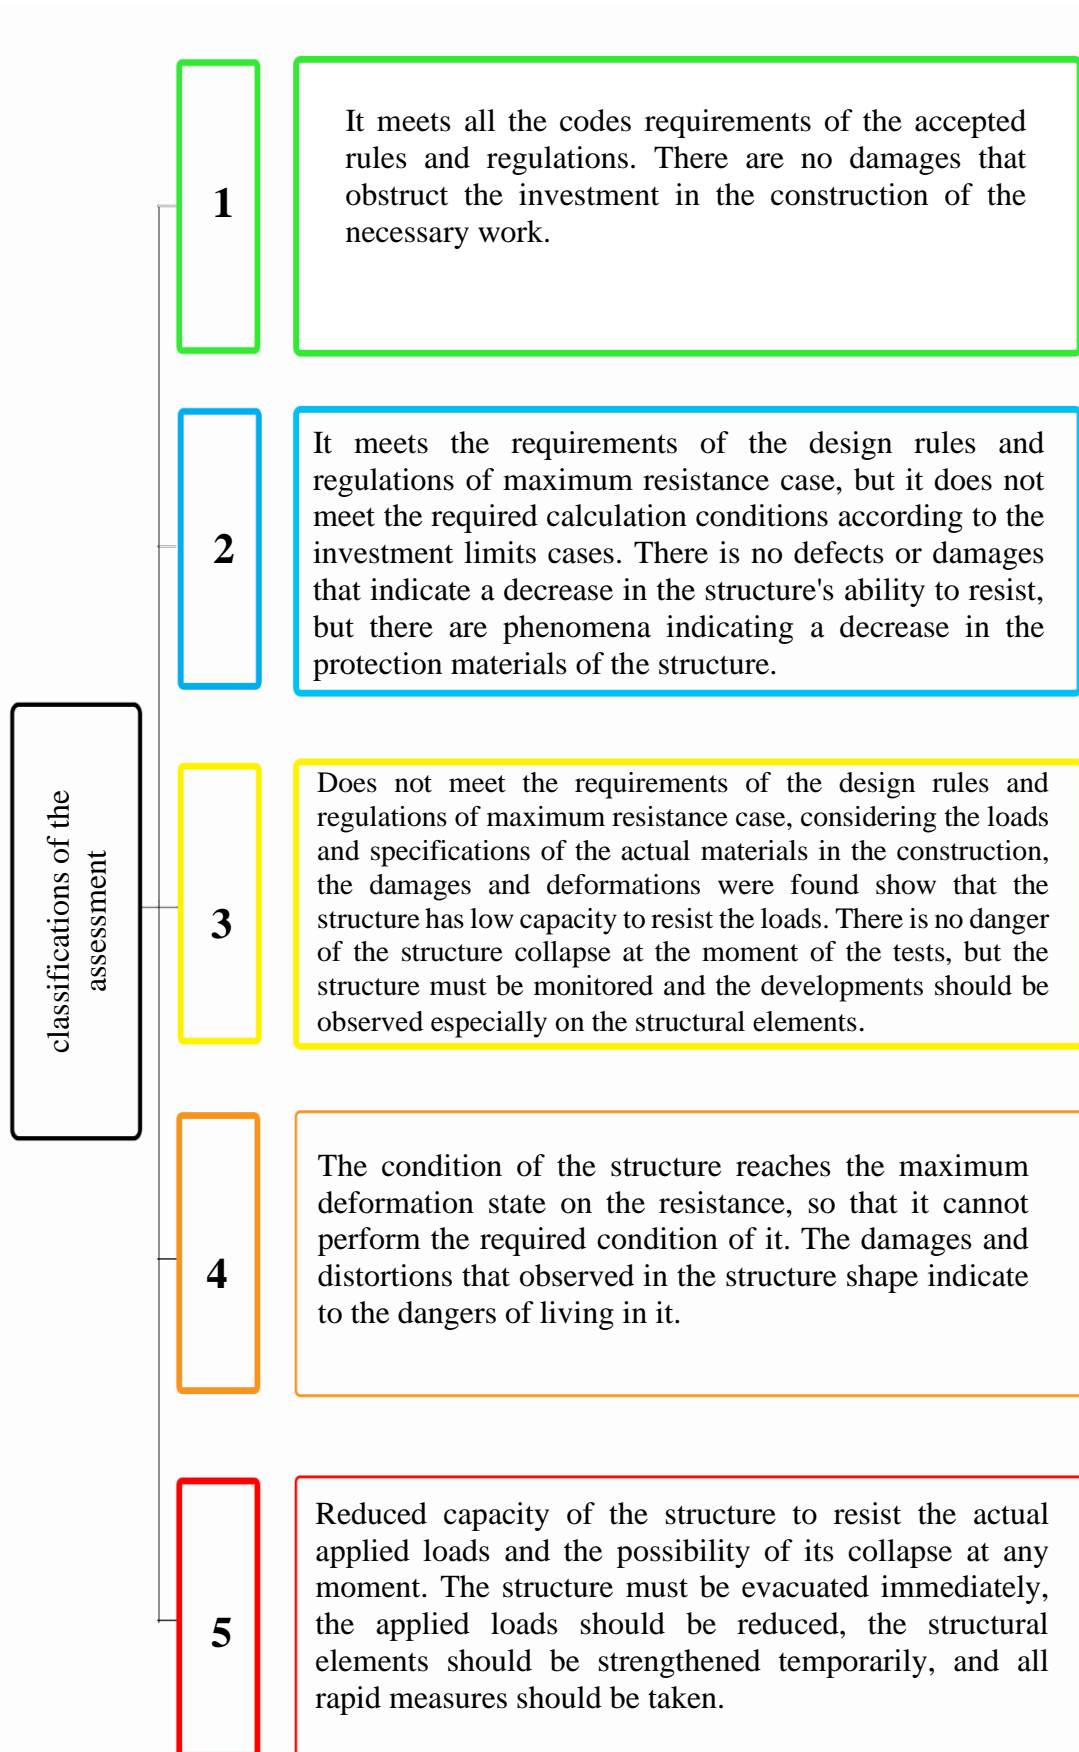 classifications of the
assessment
1
It meets all the codes requirements of the accepted
rules and regulations. There are no damages that
obstruct the investment in the construction of the
necessary work.
2
It meets the requirements of the design rules and
regulations of maximum resistance case, but it does not
meet the required calculation conditions according to the
investment limits cases. There is no defects or damages
that indicate a decrease in the structure's ability to resist,
but there are phenomena indicating a decrease in the
protection materials of the structure.
3
Does not meet the requirements of the design rules and
regulations of maximum resistance case, considering the loads
and specifications of the actual materials in the construction,
the damages and deformations were found show that the
structure has low capacity to resist the loads. There is no danger
of the structure collapse at the moment of the tests, but the
structure must be monitored and the developments should be
observed especially on the structural elements.
4
The condition of the structure reaches the maximum
deformation state on the resistance, so that it cannot
perform the required condition of it. The damages and
distortions that observed in the structure shape indicate
to the dangers of living in it.
5
Reduced capacity of the structure to resist the actual
applied loads and the possibility of its collapse at any
moment. The structure must be evacuated immediately,
the applied loads should be reduced, the structural
elements should be strengthened temporarily, and all
rapid measures should be taken.